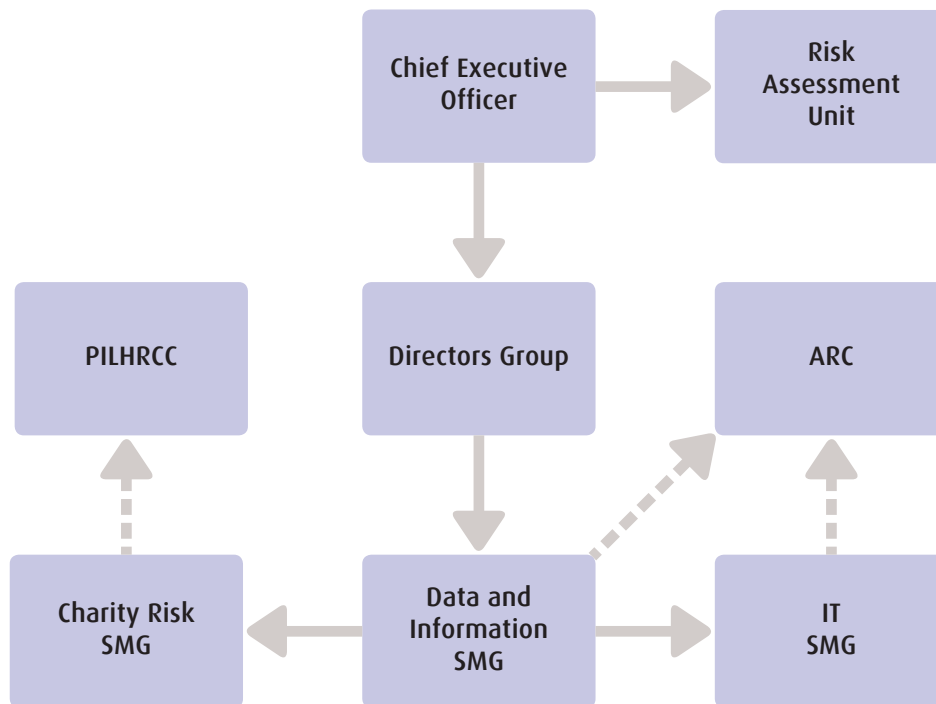 Chief Executive
Officer
Risk
Assessment
Unit
PILHRCC
Directors Group
ARC
Charity Risk
SMG
Data and
Information
SMG
IT
SMG